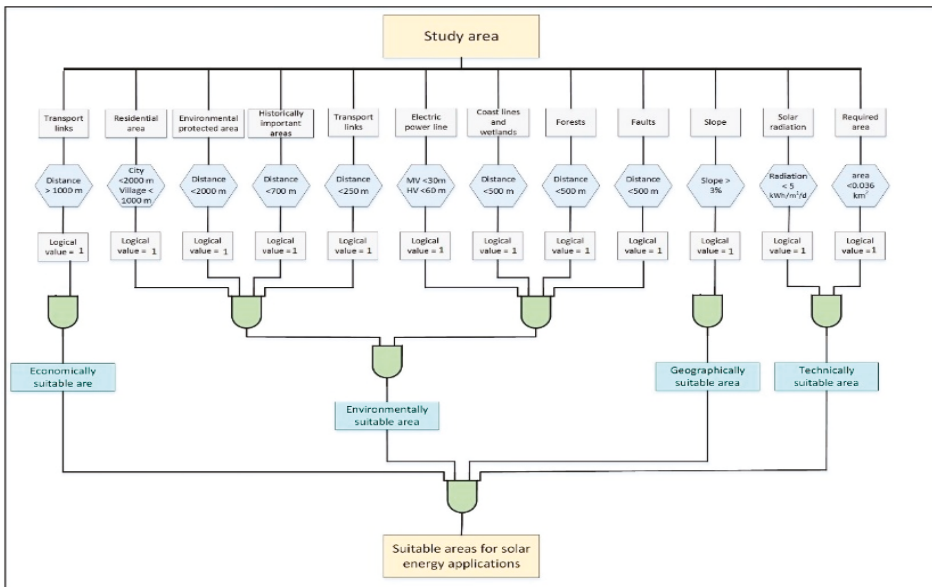 Study area
Transport links
Residential area
Environmental
protected area
Historically
important
areas
Transport links
Electric
power line
Coast lines
and
wetlands
Forests
Faults
Slope
Solar
radiation
Required
area
Distance
> 1000 m
City
<2000 m
Village <
1000 m
Distance
<2000 m
Distance
<700 m
Distance
<250 m
MV <30m
HV <60 m
Distance
<500 m
Distance
<500 m
Distance
<500 m
Slope >
3%
Radiation
< 5
kWh/m²/d
area
<0.036
km²
Logical
value = 1
Logical
value = 1
Logical
value = 1
Logical
value = 1
Logical
value = 1
Logical
value = 1
Logical
value = 1
Logical
value = 1
Logical
value = 1
Logical
value = 1
Logical
value = 1
Logical
value = 1
Economically
suitable are
Geographically
suitable area
Technically
suitable area
Environmentally
suitable area
Suitable areas for solar
energy applications